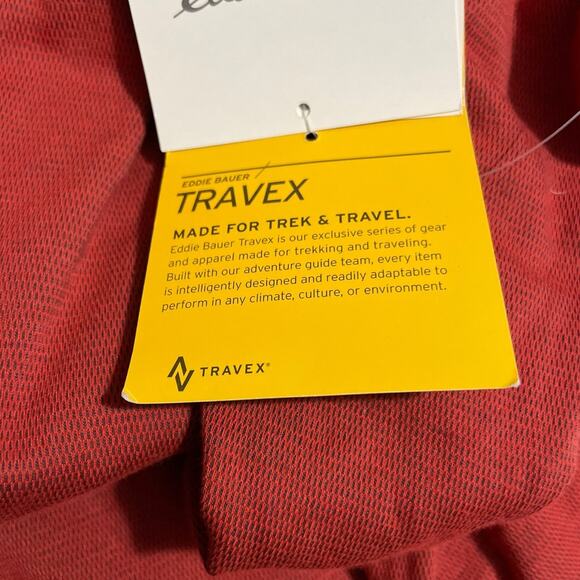 EDDIE BAUER
TRAVEX
MADE FOR TREK & TRAVEL.
Eddie Bauer Travex is our exclusive series of gear
and apparel made for trekking and traveling.
Built with our adventure guide team, every item
is intelligently designed and readily adaptable to
perform in any climate, culture, or environment.
TRAVEX®